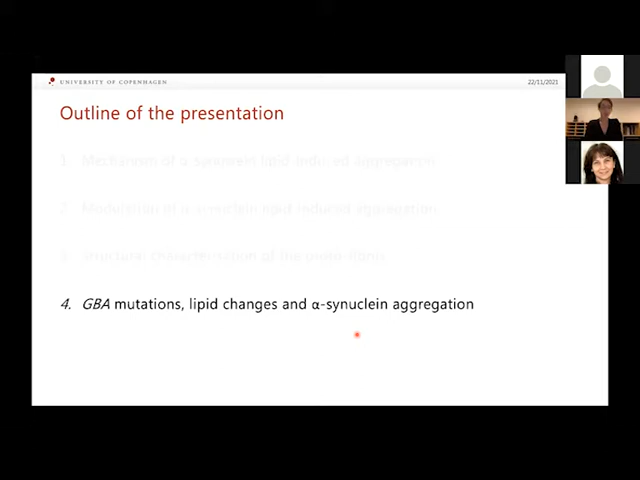 UNIVERSITY OF COPENHAGEN
22/11/2021
Outline of the presentation
1. Mechanism of α-synuclein lipid-induced aggregation
2. Modulation of α-synuclein lipid-induced aggregation
3. Structural characterisation of the
4. GBA mutations, lipid changes and α-synuclein aggregation